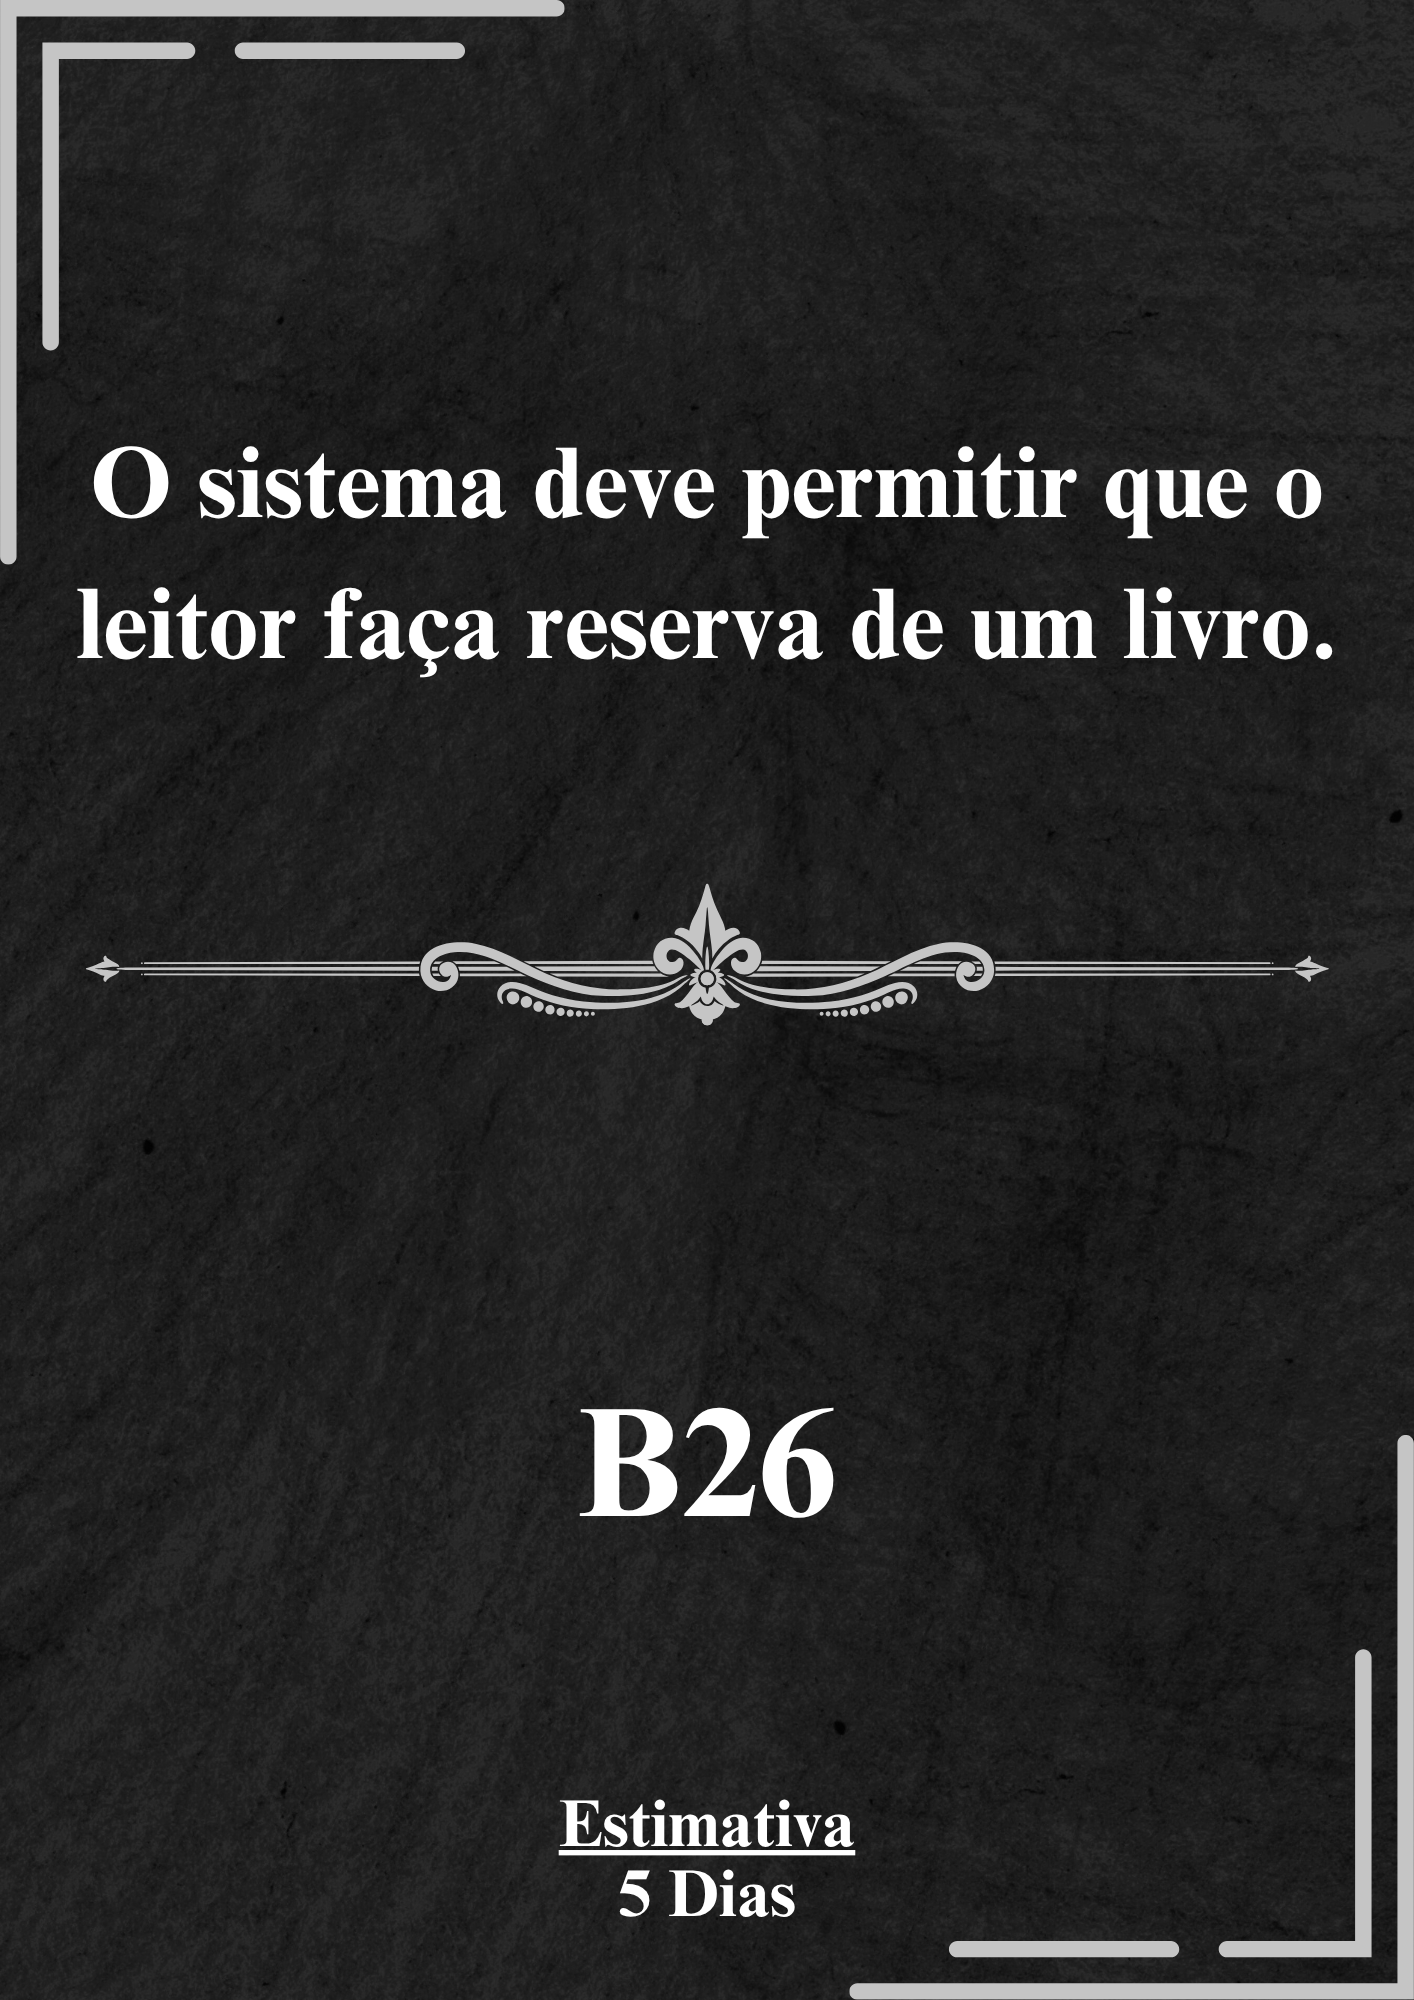 O sistema deve permitir que o
leitor faça reserva de um livro.
B26
Estimativa
5 Dias